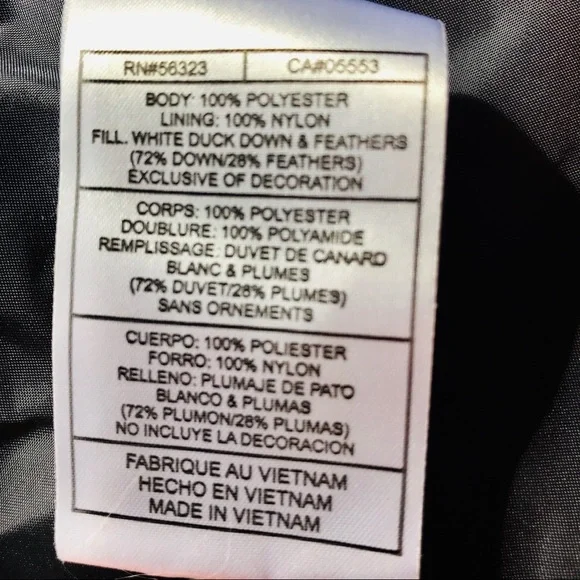 RN#56323 CA#05553
BODY: 100% POLYESTER
LINING: 100% NYLON
FILL. WHITE DUCK DOWN & FEATHERS
(72% DOWN/28% FEATHERS)
EXCLUSIVE OF DECORATION
CORPS: 100% POLYESTER
DOUBLURE: 100% POLYAMIDE
REMPLISSAGE: DUVET DE CANARD
BLANC & PLUMES
(72% DUVET/28% PLUMES)
SANS ORNEMENTS
CUERPO: 100% POLIESTER
FORRO: 100% NYLON
RELLENO: PLUMAJE DE PATO
BLANCO & PLUMAS
(72% PLUMON/28% PLUMAS)
NO INCLUYE LA DECORACION
FABRIQUE AU VIETNAM
HECHO EN VIETNAM
MADE IN VIETNAM